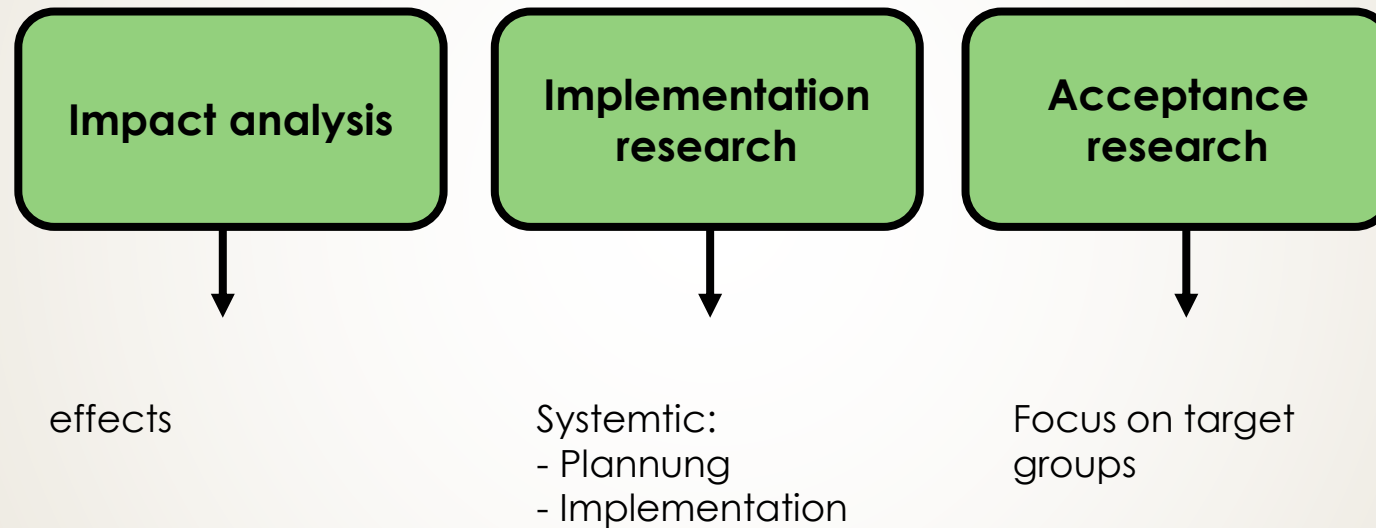 Impact analysis
Implementation
research
Acceptance
research
effects
Systemtic:
- Plannung
- Implementation
Focus on target
groups